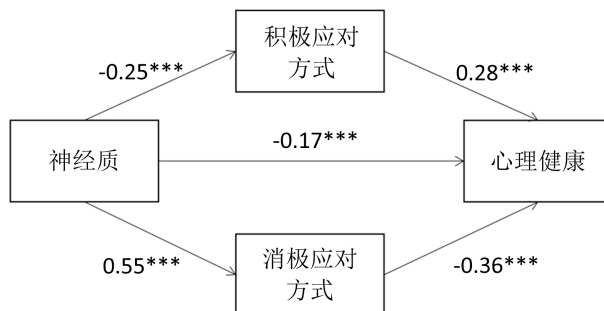 积极应对
方式
-0.25***
0.28***
神经质
-0.17***
心理健康
0.55***
消极应对
方式
-0.36***